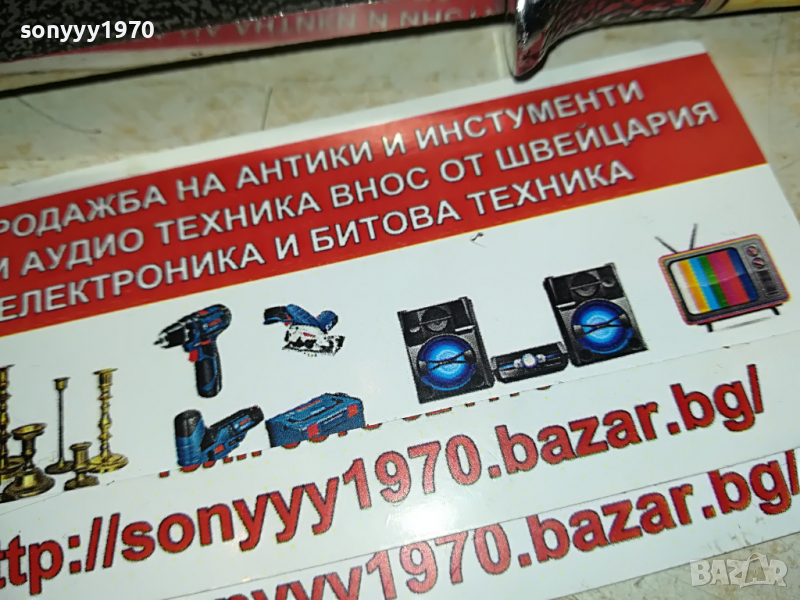 sonyyy1970
РОДАЖБА НА АНТИКИ И ИНСТУМЕНТИ
И АУДИО ТЕХНИКА ВНОС ОТ ШВЕЙЦАРИЯ
ЕЛЕКТРОНИКА И БИТОВА ТЕХНИКА
ttp://sonyyy1970.bazar.bg/
nyyy1970.bazar.bg/
BAZAR
sonyyy1970